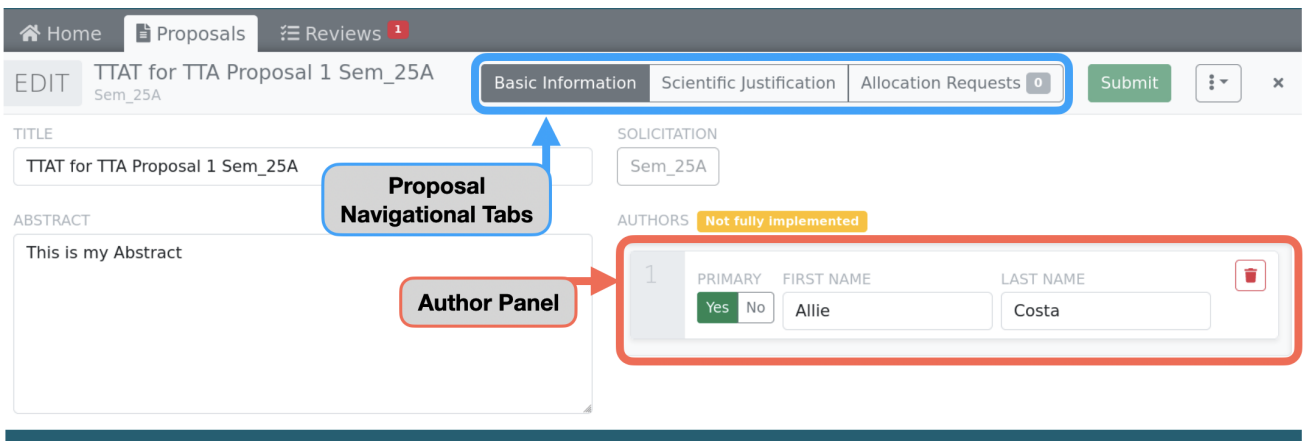 Home Proposals Reviews 1
EDIT TTAT for TTA Proposal 1 Sem_25A
Sem_25A
Basic Information Scientific Justification Allocation Requests 0 Submit
TITLE
TTAT for TTA Proposal 1 Sem_25A
SOLICITATION
Sem_25A
Proposal
Navigational Tabs
ABSTRACT
This is my Abstract
AUTHORS Not fully implemented
Author Panel
1
PRIMARY FIRST NAME LAST NAME
Yes No Allie Costa